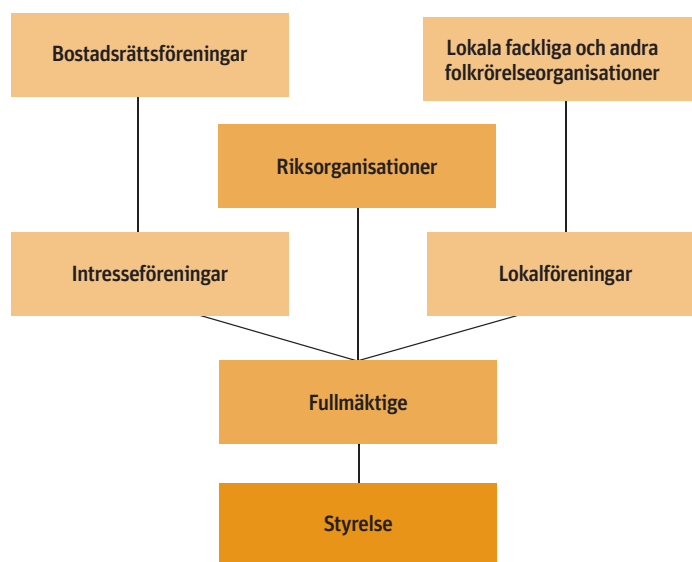 Bostadsrättsföreningar
Lokala fackliga och andra
folkrörelseorganisationer
Riksorganisationer
Intresseföreningar
Lokalföreningar
Fullmäktige
Styrelse